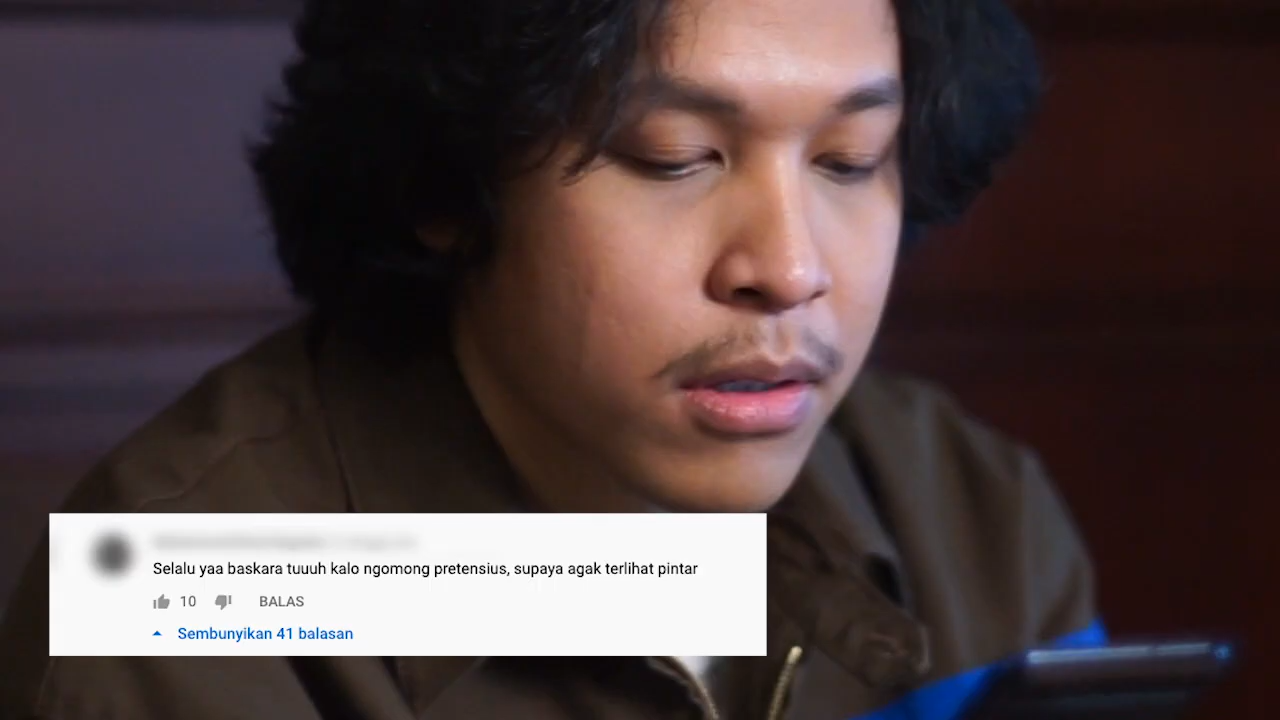 Selalu yaa baskara tuuuh kalo ngomong pretensius, supaya agak terlihat pintar
10 BALAS
Sembunyikan 41 balasan